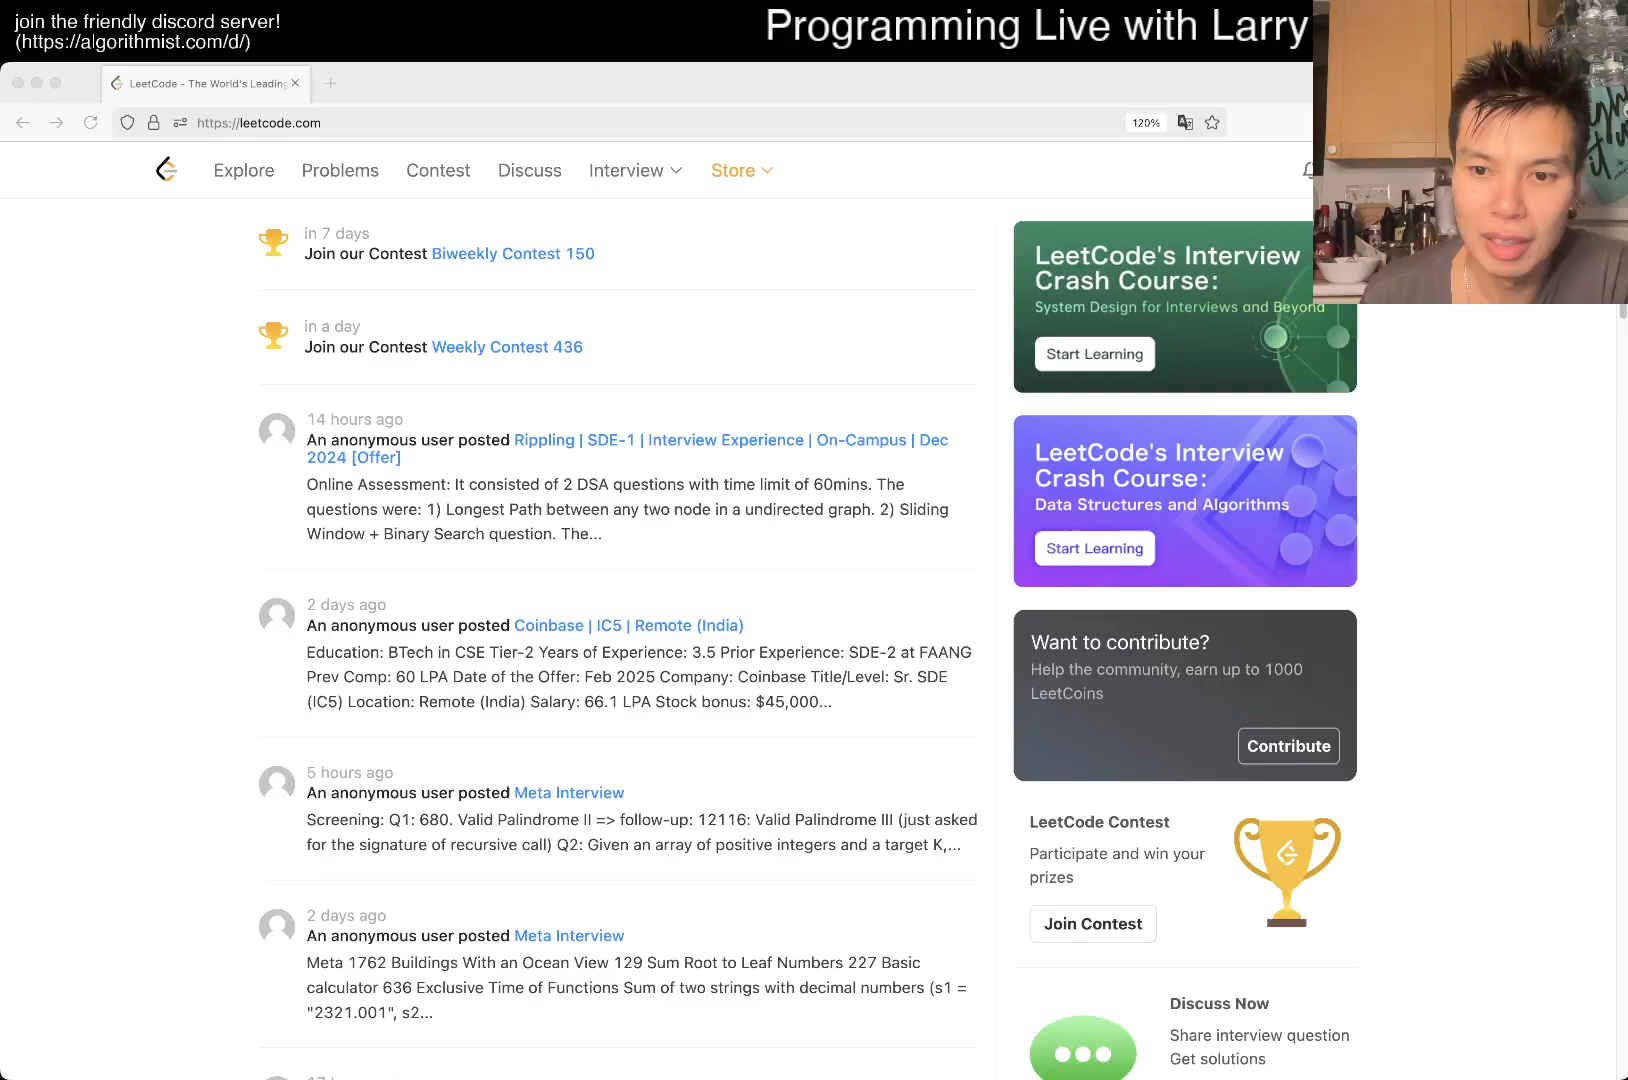 join the friendly discord server!
(https://algorithmist.com/d/)
Programming Live with Larry
LeetCode - The World's Leading
https://leetcode.com
120%
Explore
Problems
Contest
Discuss
Interview
Store
in 7 days
Join our Contest Biweekly Contest 150
in a day
Join our Contest Weekly Contest 436
14 hours ago
An anonymous user posted Rippling | SDE-1 | Interview Experience | On-Campus | Dec
2024 [Offer]
Online Assessment: It consisted of 2 DSA questions with time limit of 60mins. The
questions were: 1) Longest Path between any two node in a undirected graph. 2) Sliding
Window + Binary Search question. The...
2 days ago
An anonymous user posted Coinbase | IC5 | Remote (India)
Education: BTech in CSE Tier-2 Years of Experience: 3.5 Prior Experience: SDE-2 at FAANG
Prev Comp: 60 LPA Date of the Offer: Feb 2025 Company: Coinbase Title/Level: Sr. SDE
(IC5) Location: Remote (India) Salary: 66.1 LPA Stock bonus: $45,000...
5 hours ago
An anonymous user posted Meta Interview
Screening: Q1: 680. Valid Palindrome II => follow-up: 12116: Valid Palindrome III (just asked
for the signature of recursive call) Q2: Given an array of positive integers and a target K,...
2 days ago
An anonymous user posted Meta Interview
Meta 1762 Buildings With an Ocean View 129 Sum Root to Leaf Numbers 227 Basic
calculator 636 Exclusive Time of Functions Sum of two strings with decimal numbers (s1 =
"2321.001", s2...
LeetCode's Interview
Crash Course:
System Design for Interviews and Beyond
Start Learning
LeetCode's Interview
Crash Course:
Data Structures and Algorithms
Start Learning
Want to contribute?
Help the community, earn up to 1000
LeetCoins
Contribute
LeetCode Contest
Participate and win your
prizes
Join Contest
Discuss Now
Share interview question
Get solutions